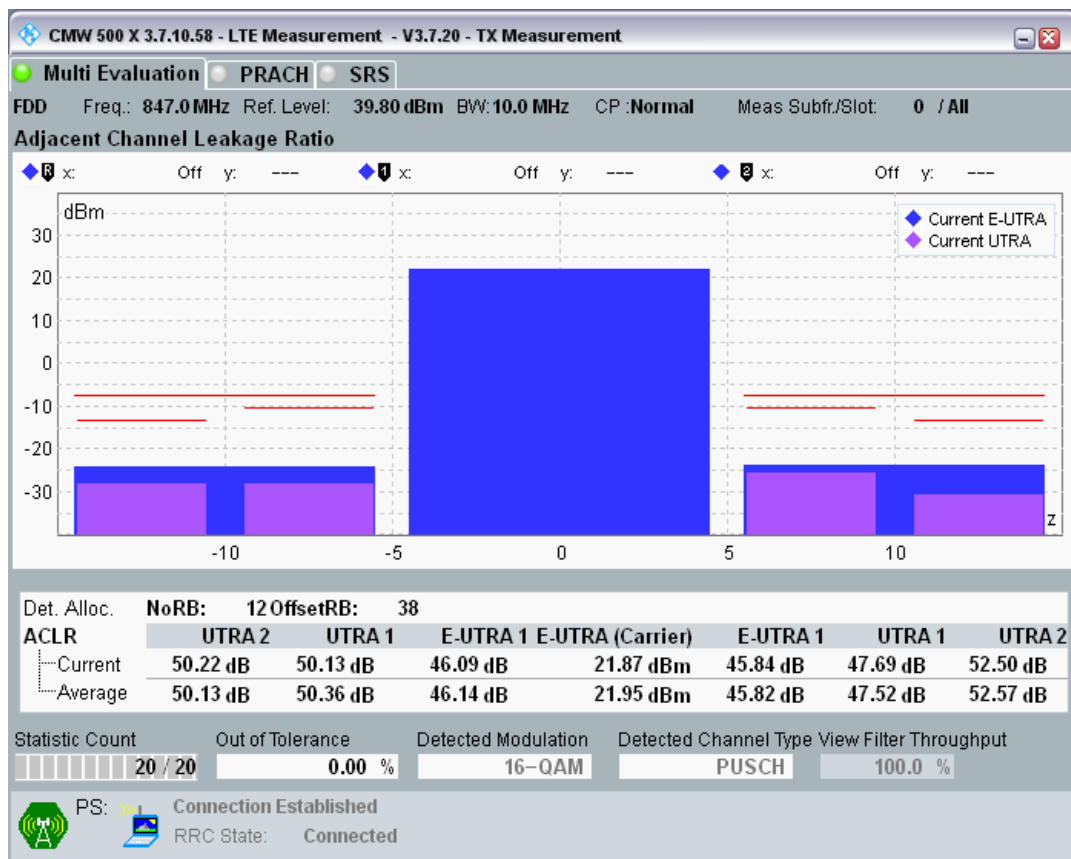 CMW 500 X 3.7.10.58 - LTE Measurement - V3.7.20 - TX Measurement
Multi Evaluation PRACH SRS
FDD Freq.: 847.0 MHz Ref. Level: 39.80 dBm BW: 10.0 MHz CP :Normal Meas Subfr./Slot: 0 / All
Adjacent Channel Leakage Ratio
R x: Off y: --- 1 x: Off y: --- 2 x: Off y: ---
dBm
Current E-UTRA
Current UTRA
30
20
10
0
-10
-20
-30
z
-10 -5 0 5 10
Det. Alloc. NoRB: 12 OffsetRB: 38
ACLR UTRA 2 UTRA 1 E-UTRA 1 E-UTRA (Carrier) E-UTRA 1 UTRA 1 UTRA 2
Current 50.22 dB 50.13 dB 46.09 dB 21.87 dBm 45.84 dB 47.69 dB 52.50 dB
Average 50.13 dB 50.36 dB 46.14 dB 21.95 dBm 45.82 dB 47.52 dB 52.57 dB
Statistic Count Out of Tolerance Detected Modulation Detected Channel Type View Filter Throughput
20 / 20 0.00 % 16-QAM PUSCH 100.0 %
PS: Connection Established
RRC State: Connected